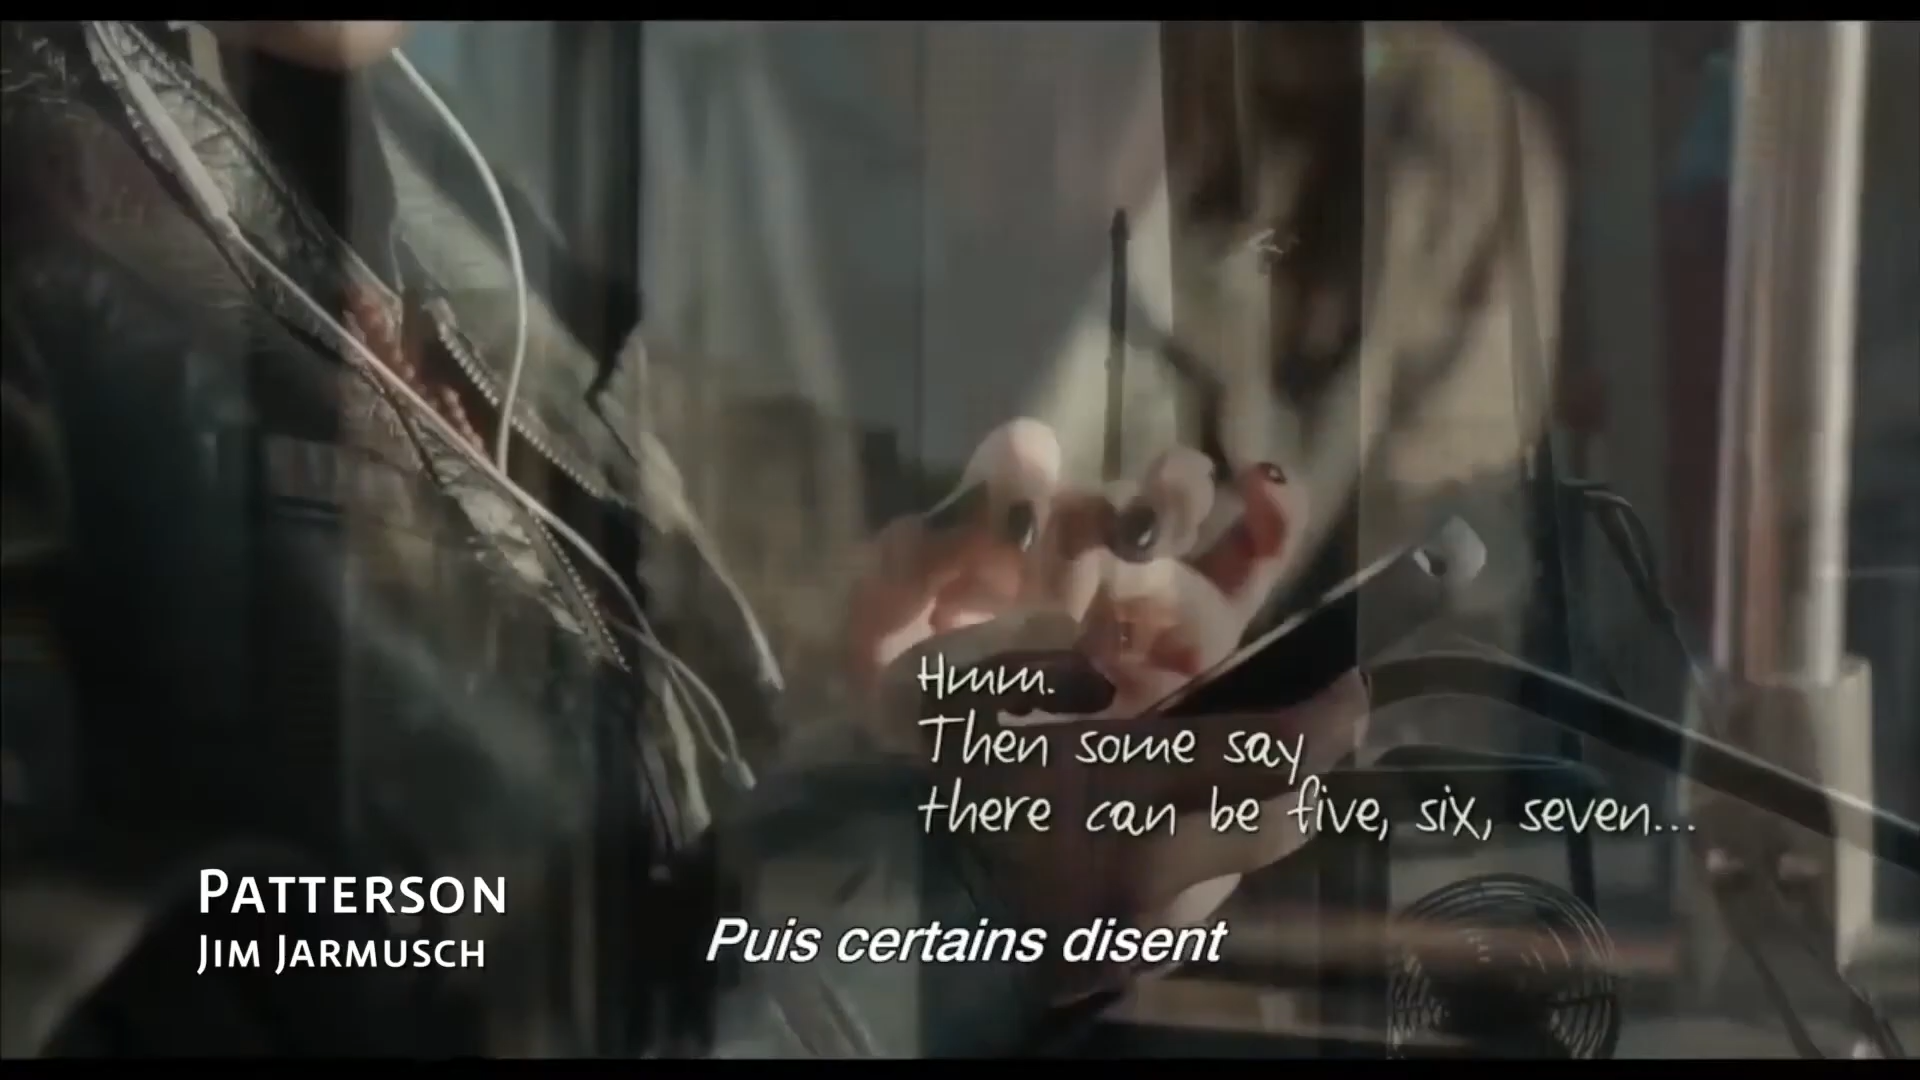 Hmm.
Then some say
there can be five, six, seven...
PATTERSON
JIM JARMUSCH
Puis certains disent